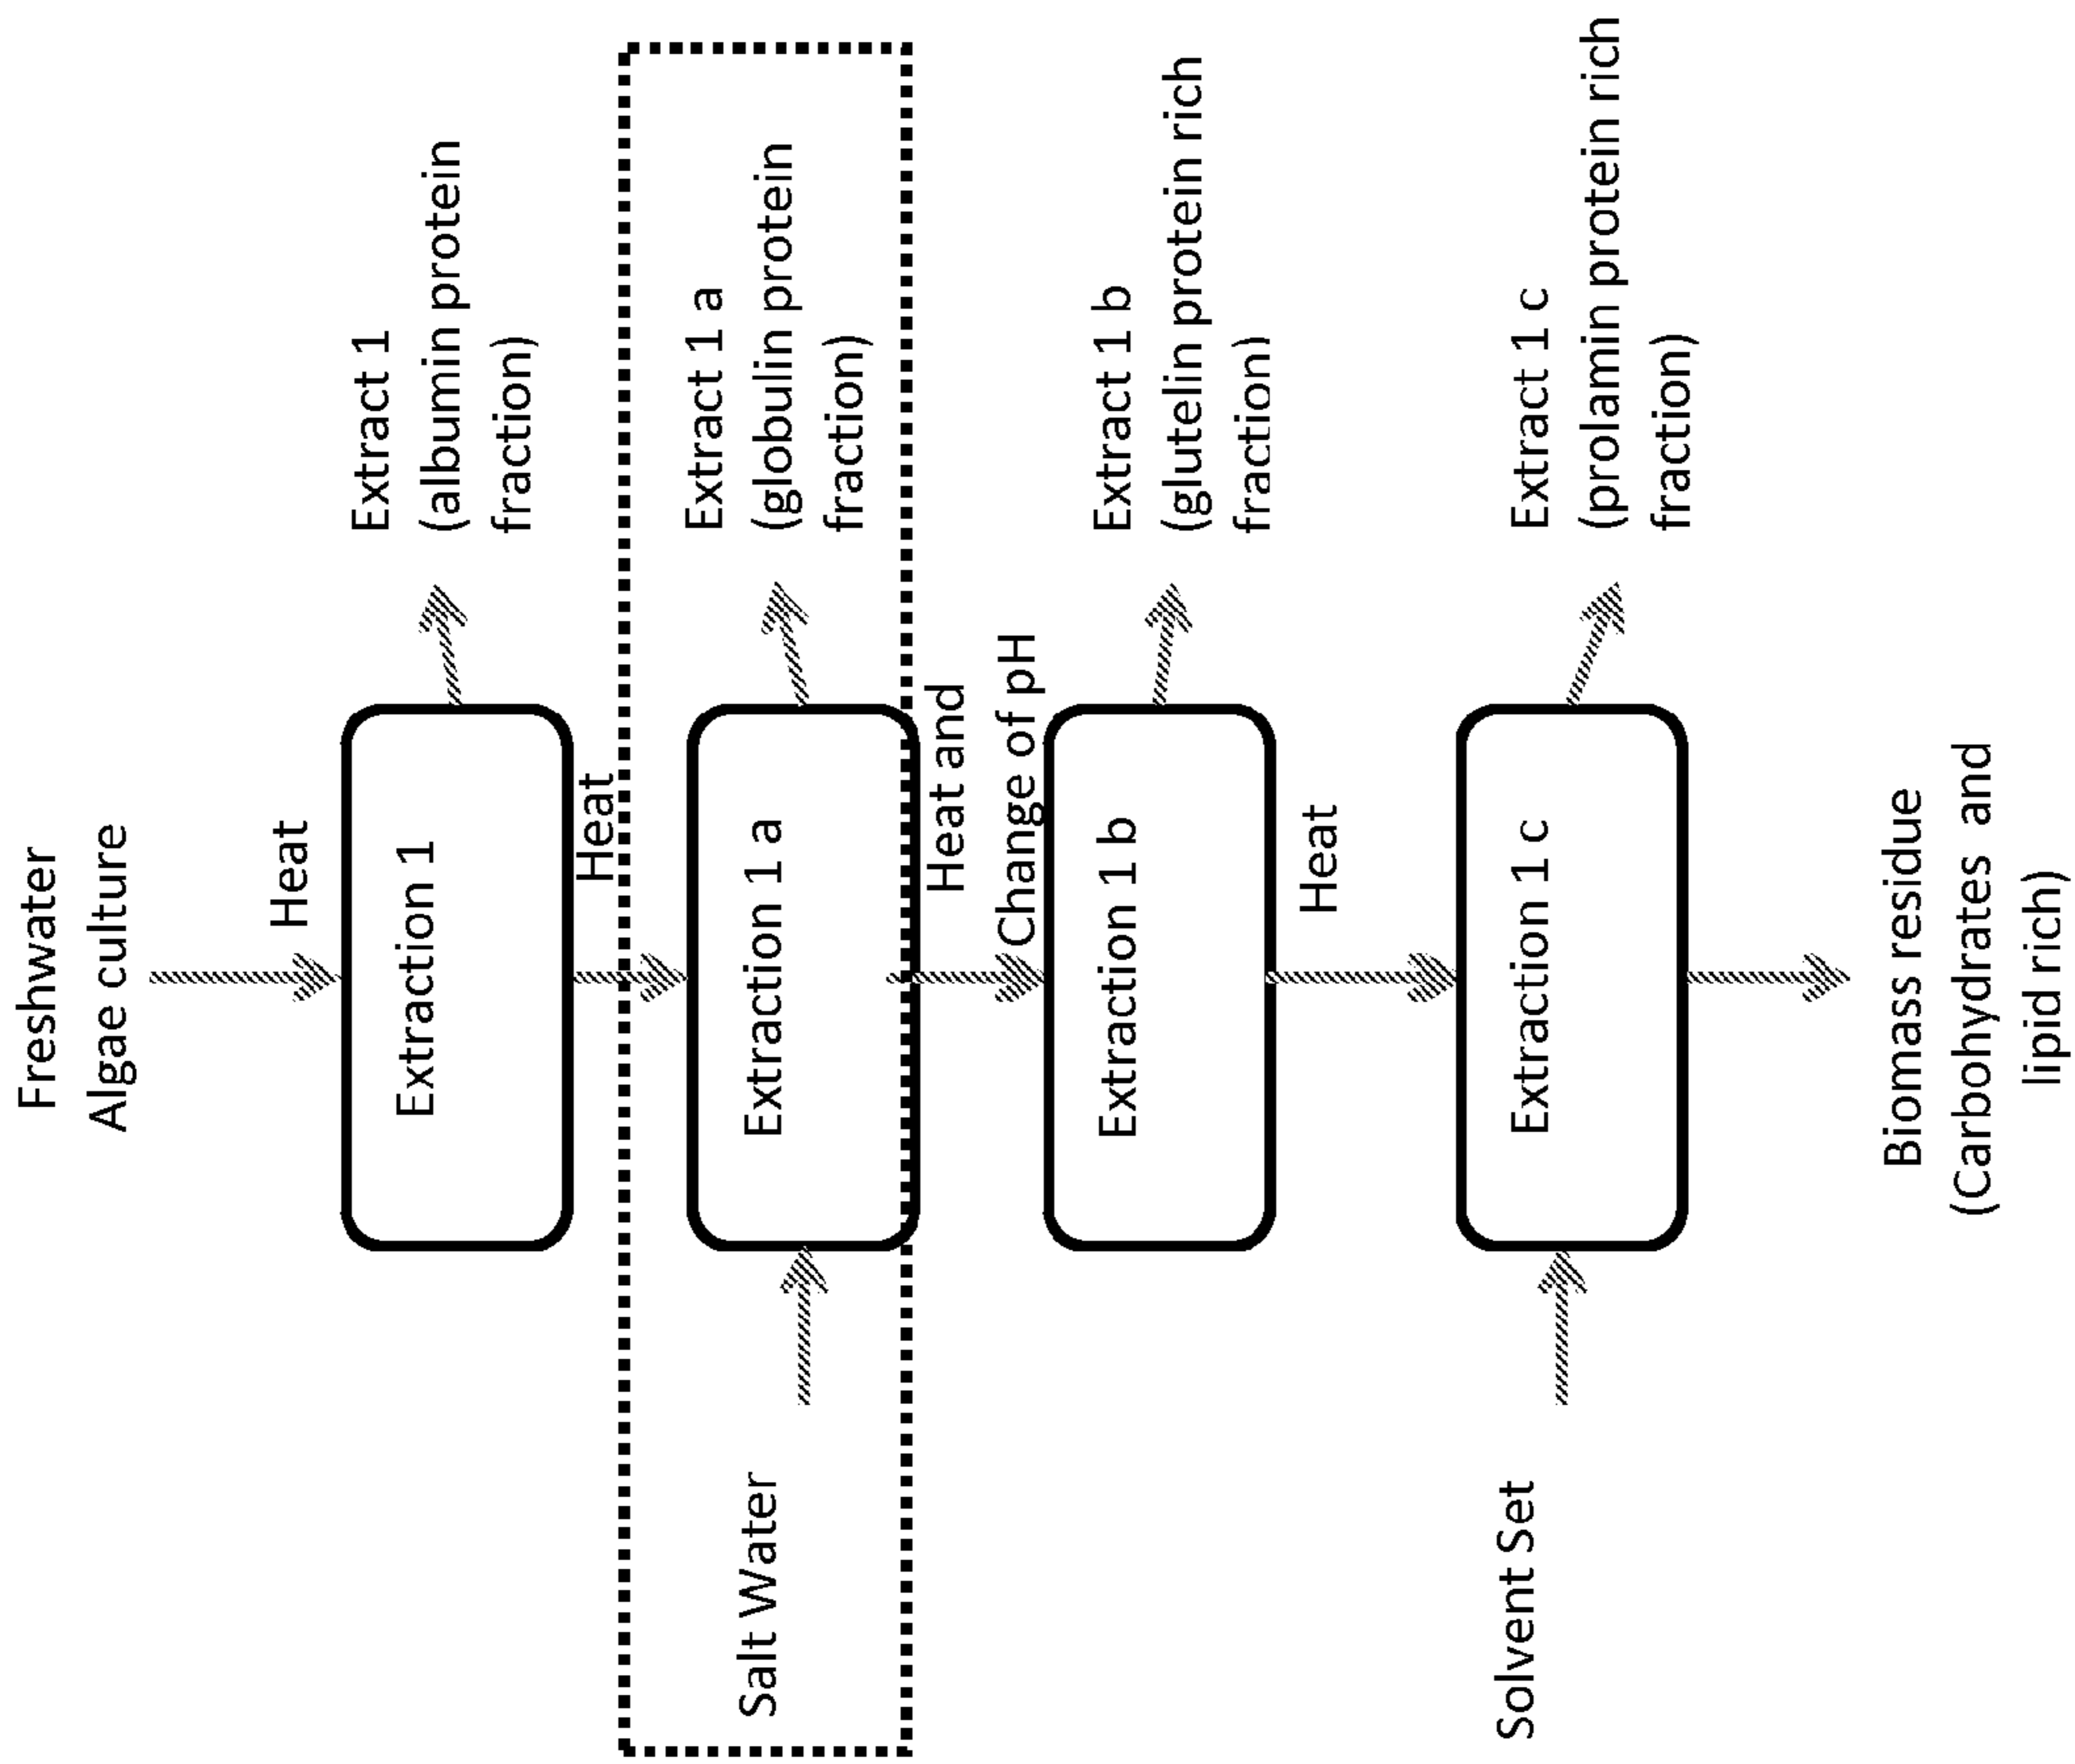 Freshwater
Algae culture
Heat
Extraction 1
Extract 1
(albumin protein
fraction)
Heat
Salt Water
Extraction 1 a
Extract 1 a
(globulin protein
fraction)
Heat and
Change of pH
Extraction 1 b
Extract 1 b
(glutelin protein rich
fraction)
Heat
Solvent Set
Extraction 1 c
Extract 1 c
(prolamin protein rich
fraction)
Biomass residue
(Carbohydrates and
lipid rich)